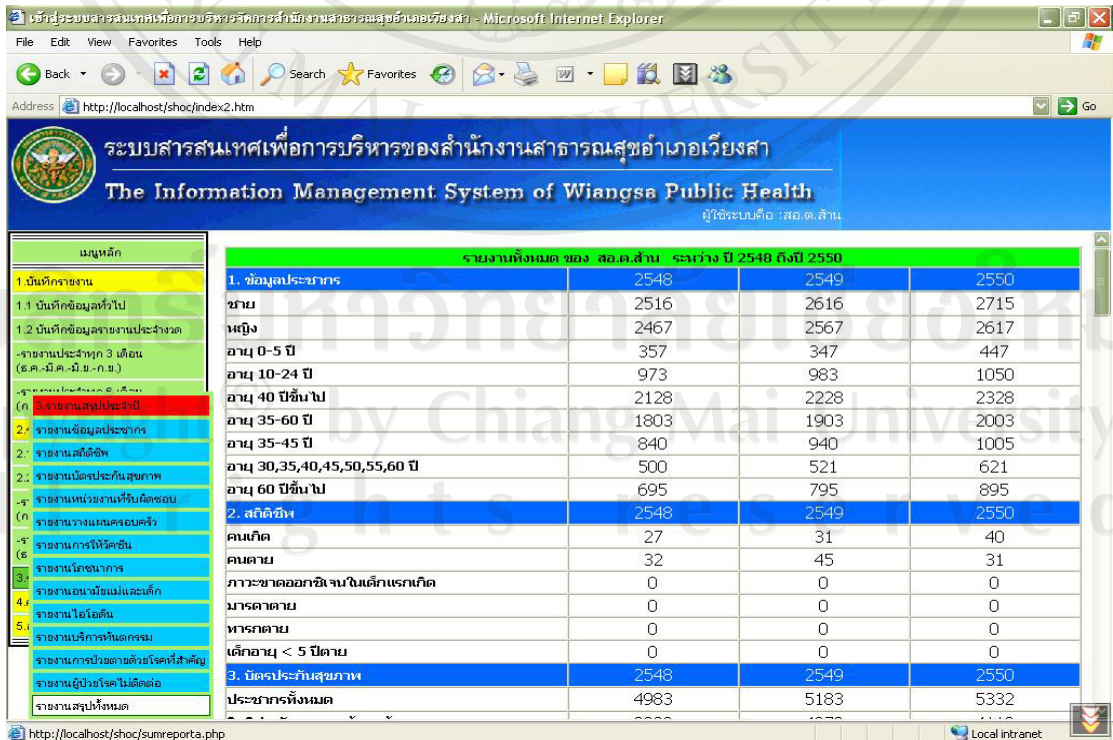 เข้าสู่ระบบสารสนเทศเพื่อการบริหารจัดการสำนักงานสาธารณสุขอำเภอเวียงสา - Microsoft Internet Explorer
File Edit View Favorites Tools Help
Back Search Favorites
Address http://localhost/shoc/index2.htm Go
ระบบสารสนเทศเพื่อการบริหารของสำนักงานสาธารณสุขอำเภอเวียงสา
The Information Management System of Wiangsa Public Health
ผู้ใช้ระบบคือ :สอ.ต.ส้าน
เมนูหลัก
1.บันทึกรายงาน
1.1 บันทึกข้อมูลทั่วไป
1.2 บันทึกข้อมูลรายงานประจำงวด
-รายงานประจำทุก 3 เดือน
(ธ.ค.-มี.ค.-มิ.ย.-ก.ย.)
3.รายงานสรุปประจำปี
รายงานข้อมูลประชากร
รายงานสถิติชีพ
รายงานบัตรประกันสุขภาพ
รายงานหน่วยงานที่รับผิดชอบ
รายงานวางแผนครอบครัว
รายงานการให้วัคซีน
รายงานโภชนาการ
รายงานอนามัยแม่และเด็ก
รายงานไอโอดีน
รายงานบริการทันตกรรม
รายงานการป่วยตายด้วยโรคที่สำคัญ
รายงานผู้ป่วยโรคไม่ติดต่อ
รายงานสรุปทั้งหมด
รายงานทั้งหมด ของ สอ.ต.ส้าน ระหว่าง ปี 2548 ถึงปี 2550
1. ข้อมูลประชากร 2548 2549 2550
ชาย 2516 2616 2715
หญิง 2467 2567 2617
อายุ 0-5 ปี 357 347 447
อายุ 10-24 ปี 973 983 1050
อายุ 40 ปีขึ้นไป 2128 2228 2328
อายุ 35-60 ปี 1803 1903 2003
อายุ 35-45 ปี 840 940 1005
อายุ 30,35,40,45,50,55,60 ปี 500 521 621
อายุ 60 ปีขึ้นไป 695 795 895
2. สถิติชีพ 2548 2549 2550
คนเกิด 27 31 40
คนตาย 32 45 31
ภาวะขาดออกซิเจนในเด็กแรกเกิด 0 0 0
มารดาตาย 0 0 0
ทารกตาย 0 0 0
เด็กอายุ < 5 ปีตาย 0 0 0
3. บัตรประกันสุขภาพ 2548 2549 2550
ประชากรทั้งหมด 4983 5183 5332
http://localhost/shoc/sumreporta.php Local intranet
by Chiang Mai University
rights reserved